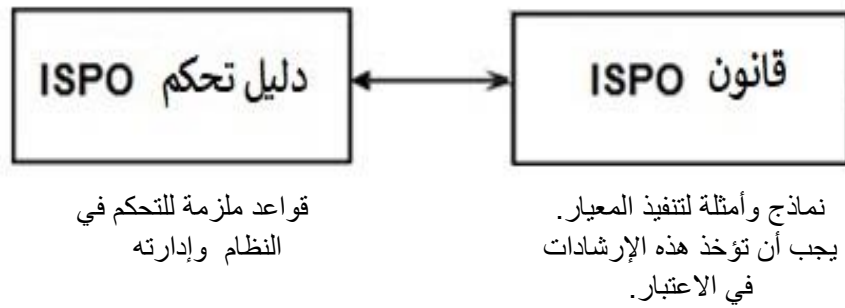 قانون ISPO
دليل تحكم ISPO
نماذج وأمثلة لتنفيذ المعيار.
يجب أن تؤخذ هذه الإرشادات
في الاعتبار.
قواعد ملزمة للتحكم في
النظام وإدارته